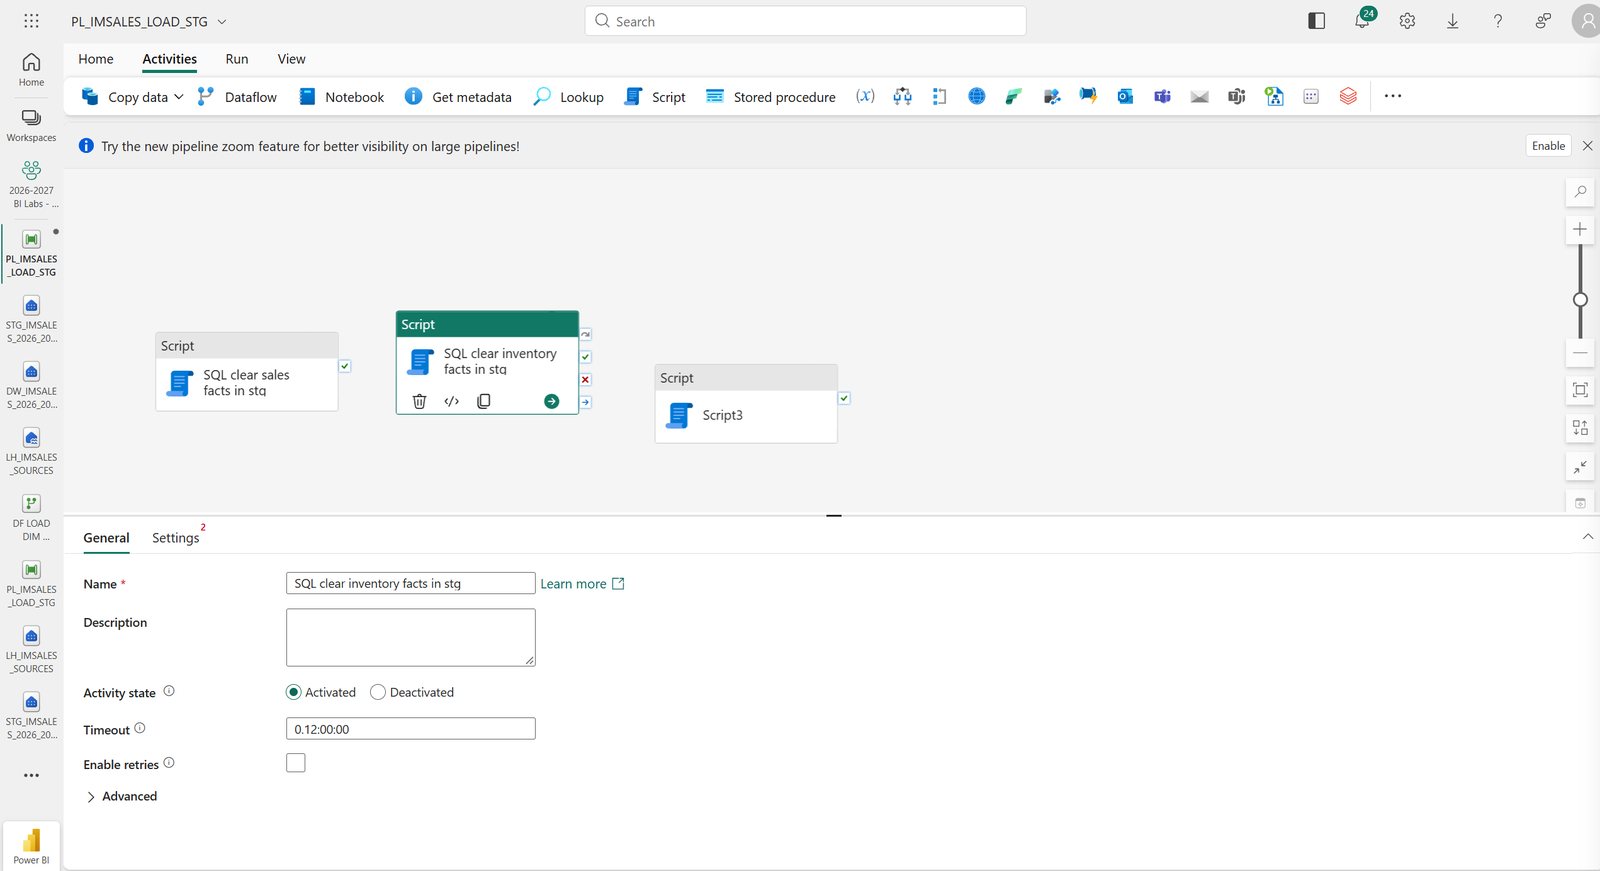 PL_IMSALES_LOAD_STG
Search
24
Home
Activities
Run
View
Copy data
Dataflow
Notebook
Get metadata
Lookup
Script
Stored procedure
(x)
...
Try the new pipeline zoom feature for better visibility on large pipelines!
Enable
Home
Workspaces
2026-2027
BI Labs - ...
PL_IMSALES
_LOAD_STG
STG_IMSALE
S_2026_20...
DW_IMSALE
S_2026_20...
LH_IMSALES
_SOURCES
DF LOAD
DIM ...
PL_IMSALES
_LOAD_STG
LH_IMSALES
_SOURCES
STG_IMSALE
S_2026_20...
...
Power BI
Script
SQL clear sales
facts in stg
Script
SQL clear inventory
facts in stg
Script
Script3
General
Settings
2
Name *
SQL clear inventory facts in stg
Learn more
Description
Activity state
Activated
Deactivated
Timeout
0.12:00:00
Enable retries
Advanced